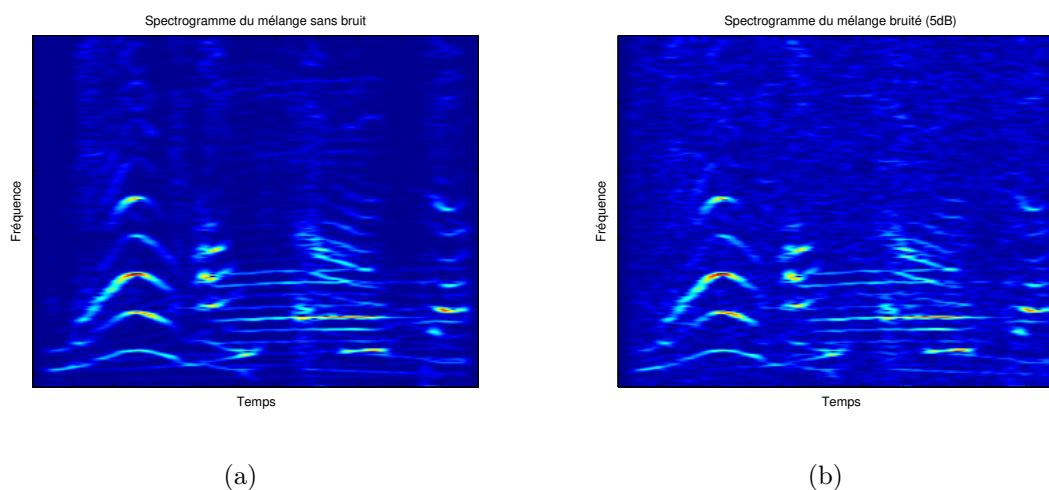 Spectrogramme du mélange sans bruit
Fréquence
Temps
(a)
Spectrogramme du mélange bruité (5dB)
Fréquence
Temps
(b)